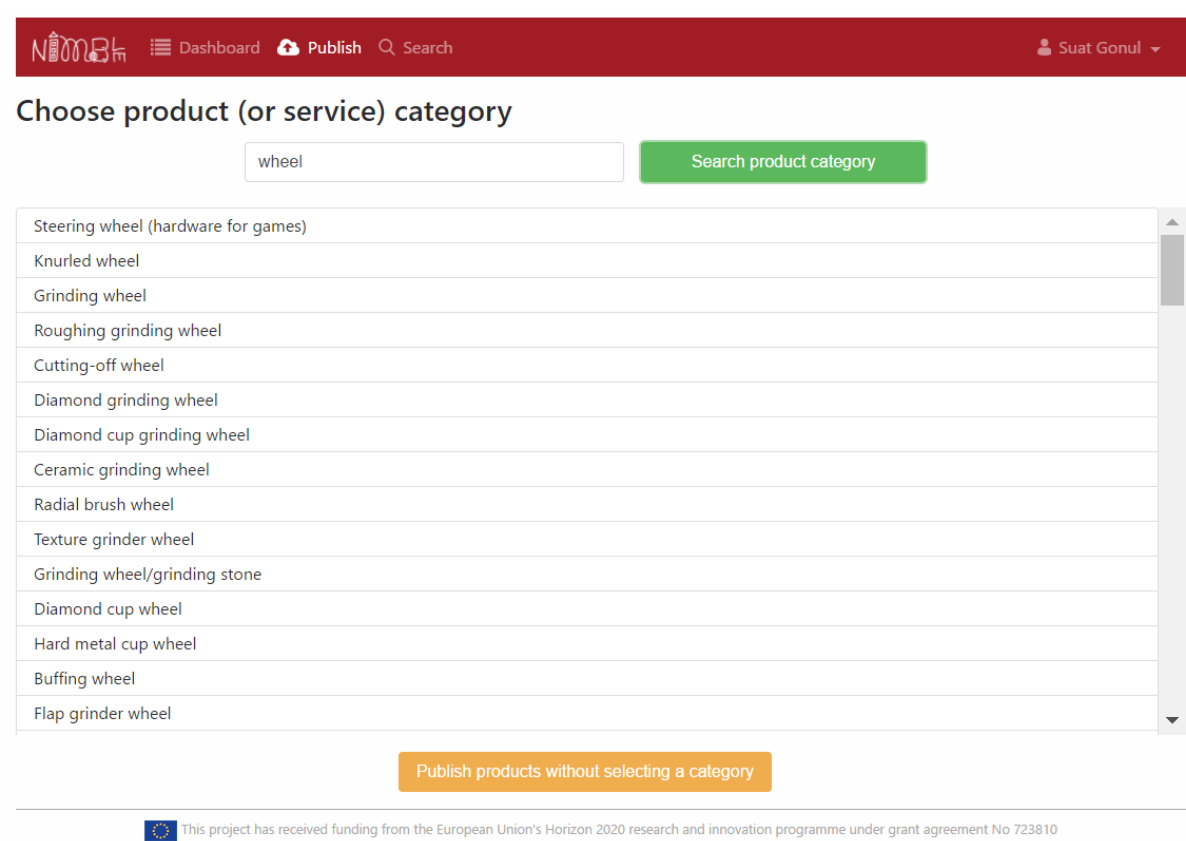 NIMBLE
Dashboard Publish Search Suat Gonul
Choose product (or service) category
wheel Search product category
Steering wheel (hardware for games)
Knurled wheel
Grinding wheel
Roughing grinding wheel
Cutting-off wheel
Diamond grinding wheel
Diamond cup grinding wheel
Ceramic grinding wheel
Radial brush wheel
Texture grinder wheel
Grinding wheel/grinding stone
Diamond cup wheel
Hard metal cup wheel
Buffing wheel
Flap grinder wheel
Publish products without selecting a category
This project has received funding from the European Union's Horizon 2020 research and innovation programme under grant agreement No 723810